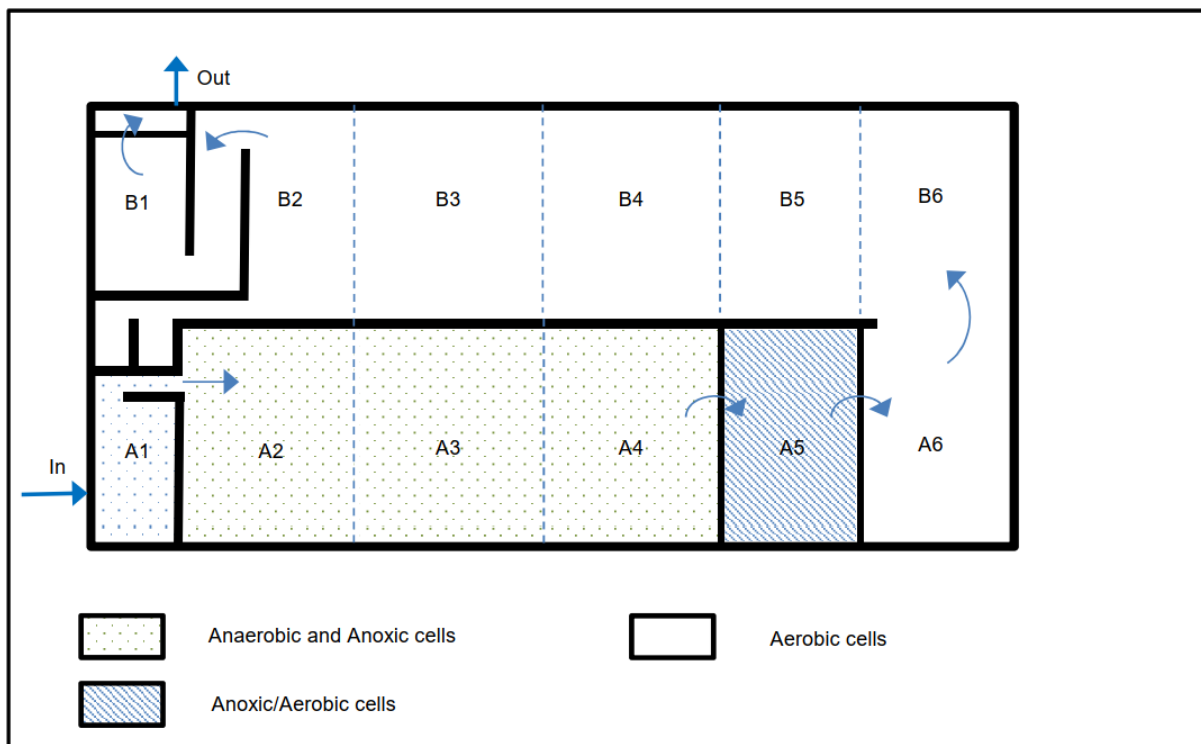 Out
B1
B2
B3
B4
B5
B6
In
A1
A2
A3
A4
A5
A6
Anaerobic and Anoxic cells
Aerobic cells
Anoxic/Aerobic cells